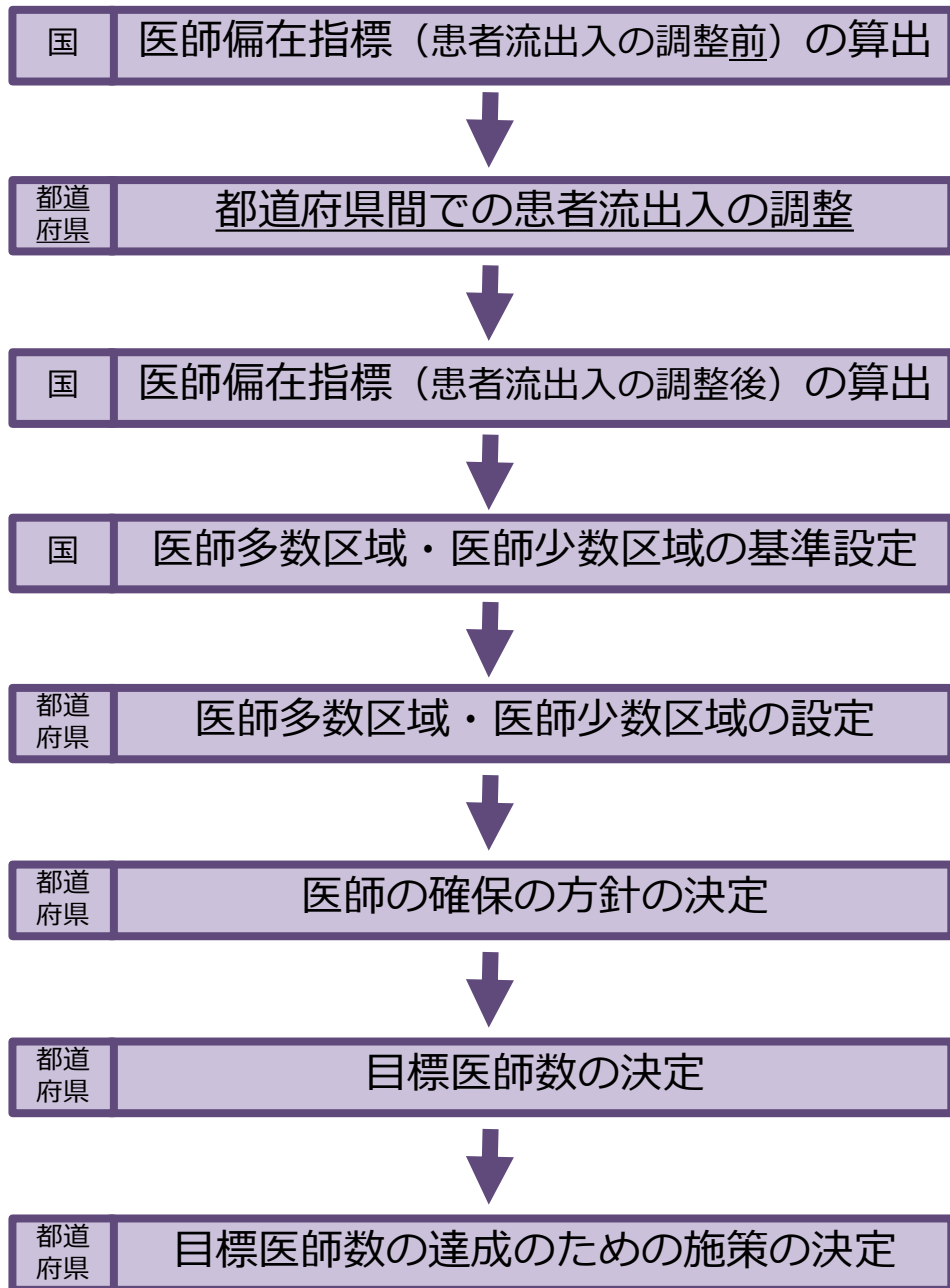 国 医師偏在指標（患者流出入の調整前）の算出
都道
府県
都道府県間での患者流出入の調整
国 医師偏在指標（患者流出入の調整後）の算出
国 医師多数区域・医師少数区域の基準設定
都道
府県
医師多数区域・医師少数区域の設定
都道
府県
医師の確保の方針の決定
都道
府県
目標医師数の決定
都道
府県
目標医師数の達成のための施策の決定